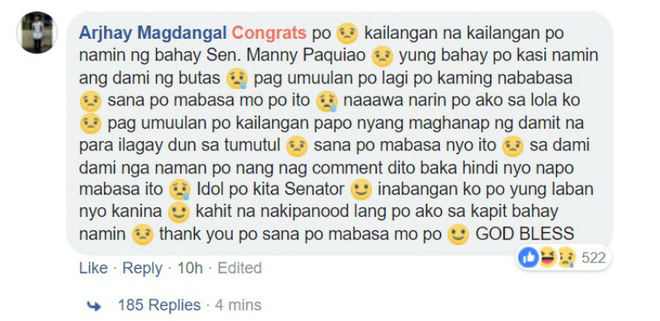 Arjhay Magdangal Congrats po 😒 kailangan na kailangan po
namin ng bahay Sen. Manny Paquiao 😒 yung bahay po kasi namin
ang dami ng butas 😢 pag umuulan po lagi po kaming nababasa
😒 sana po mabasa mo po ito 😢 naaawa narin po ako sa lola ko
😒 pag umuulan po kailangan papo nyang maghanap ng damit na
para ilagay dun sa tumutul 😒 sana po mabasa nyo ito 😒 sa dami
dami nga naman po nang nag comment dito baka hindi nyo napo
mabasa ito 😢 Idol po kita Senator 🙂 inabangan ko po yung laban
nyo kanina 🙂 kahit na nakipanood lang po ako sa kapit bahay
namin 😒 thank you po sana po mabasa mo po 🙂 GOD BLESS
522
Like · Reply · 10h · Edited
185 Replies · 4 mins